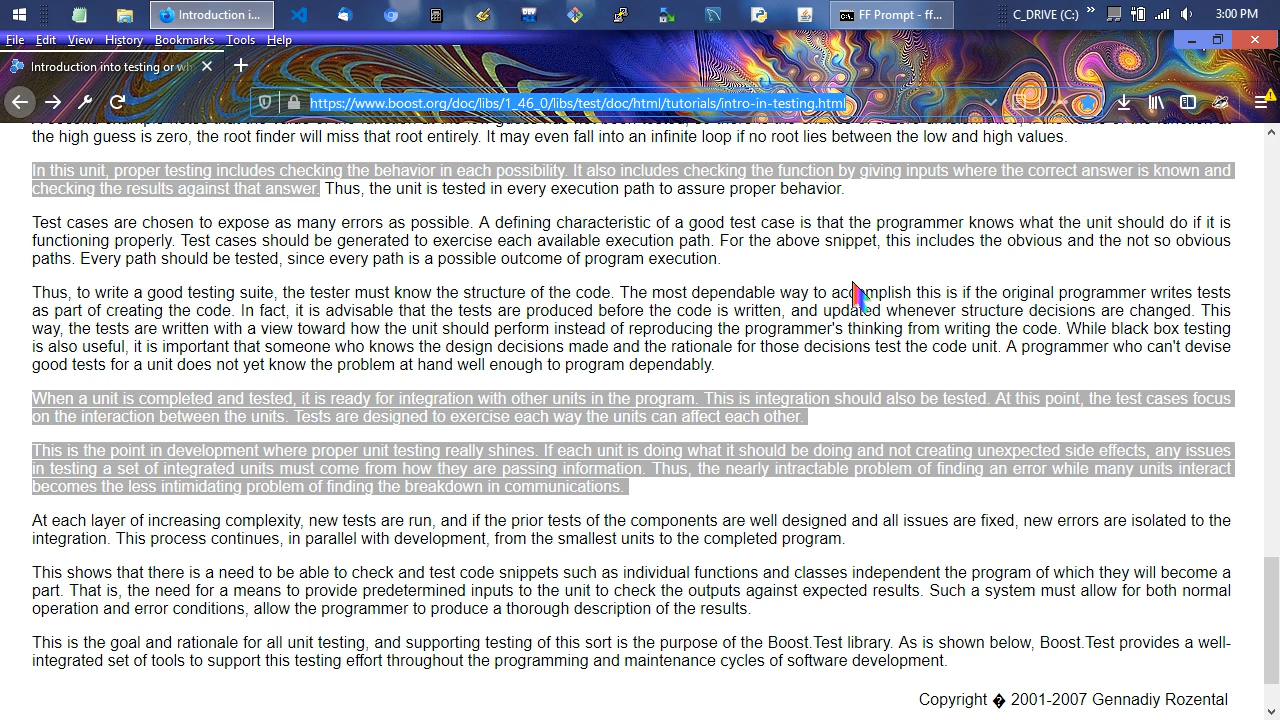 Introduction i...
FF Prompt - ff...
C_DRIVE (C:)
3:00 PM
File Edit View History Bookmarks Tools Help
Introduction into testing or wh
https://www.boost.org/doc/libs/1_46_0/libs/test/doc/html/tutorials/intro-in-testing.html
the high guess is zero, the root finder will miss that root entirely. It may even fall into an infinite loop if no root lies between the low and high values.
In this unit, proper testing includes checking the behavior in each possibility. It also includes checking the function by giving inputs where the correct answer is known and
checking the results against that answer. Thus, the unit is tested in every execution path to assure proper behavior.
Test cases are chosen to expose as many errors as possible. A defining characteristic of a good test case is that the programmer knows what the unit should do if it is
functioning properly. Test cases should be generated to exercise each available execution path. For the above snippet, this includes the obvious and the not so obvious
paths. Every path should be tested, since every path is a possible outcome of program execution.
Thus, to write a good testing suite, the tester must know the structure of the code. The most dependable way to accomplish this is if the original programmer writes tests
as part of creating the code. In fact, it is advisable that the tests are produced before the code is written, and updated whenever structure decisions are changed. This
way, the tests are written with a view toward how the unit should perform instead of reproducing the programmer's thinking from writing the code. While black box testing
is also useful, it is important that someone who knows the design decisions made and the rationale for those decisions test the code unit. A programmer who can't devise
good tests for a unit does not yet know the problem at hand well enough to program dependably.
When a unit is completed and tested, it is ready for integration with other units in the program. This is integration should also be tested. At this point, the test cases focus
on the interaction between the units. Tests are designed to exercise each way the units can affect each other.
This is the point in development where proper unit testing really shines. If each unit is doing what it should be doing and not creating unexpected side effects, any issues
in testing a set of integrated units must come from how they are passing information. Thus, the nearly intractable problem of finding an error while many units interact
becomes the less intimidating problem of finding the breakdown in communications.
At each layer of increasing complexity, new tests are run, and if the prior tests of the components are well designed and all issues are fixed, new errors are isolated to the
integration. This process continues, in parallel with development, from the smallest units to the completed program.
This shows that there is a need to be able to check and test code snippets such as individual functions and classes independent the program of which they will become a
part. That is, the need for a means to provide predetermined inputs to the unit to check the outputs against expected results. Such a system must allow for both normal
operation and error conditions, allow the programmer to produce a thorough description of the results.
This is the goal and rationale for all unit testing, and supporting testing of this sort is the purpose of the Boost.Test library. As is shown below, Boost.Test provides a well-
integrated set of tools to support this testing effort throughout the programming and maintenance cycles of software development.
Copyright � 2001-2007 Gennadiy Rozental